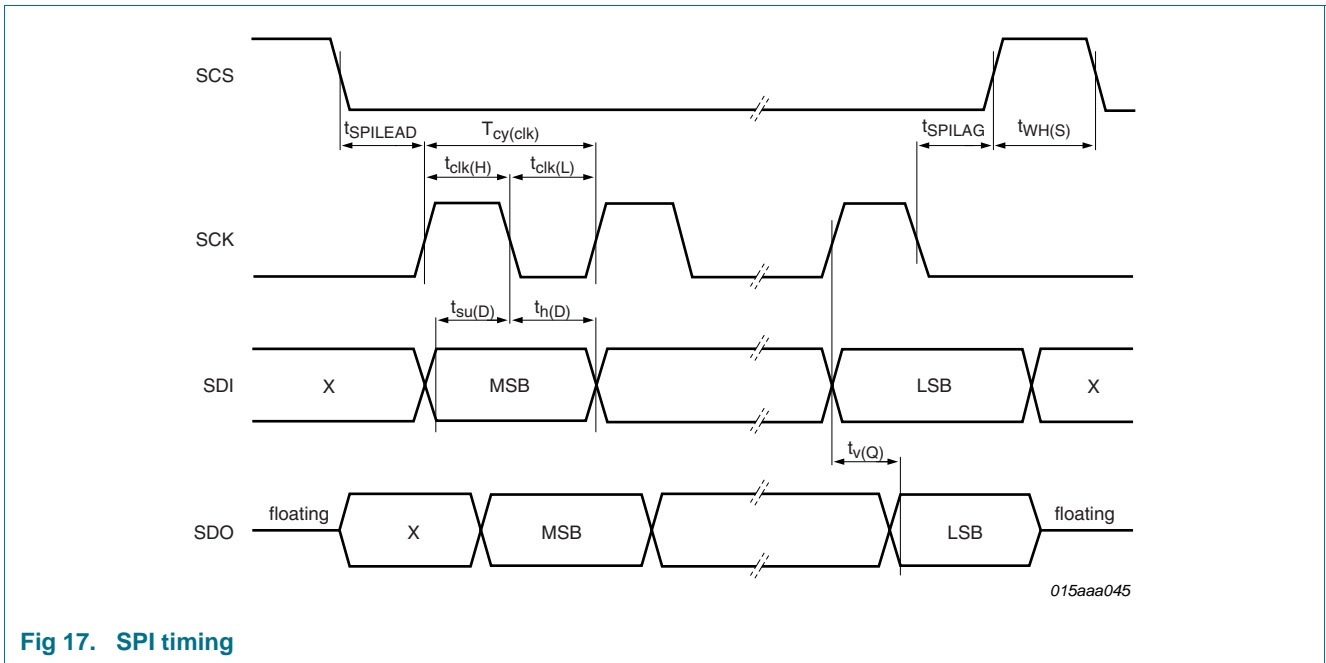 SCS
tSPILEAD
Tcy(clk)
tSPILAG
tWH(S)
tclk(H)
tclk(L)
SCK
tsu(D)
th(D)
SDI
X
MSB
LSB
X
tv(Q)
SDO
floating
X
MSB
LSB
floating
015aaa045
Fig 17. SPI timing